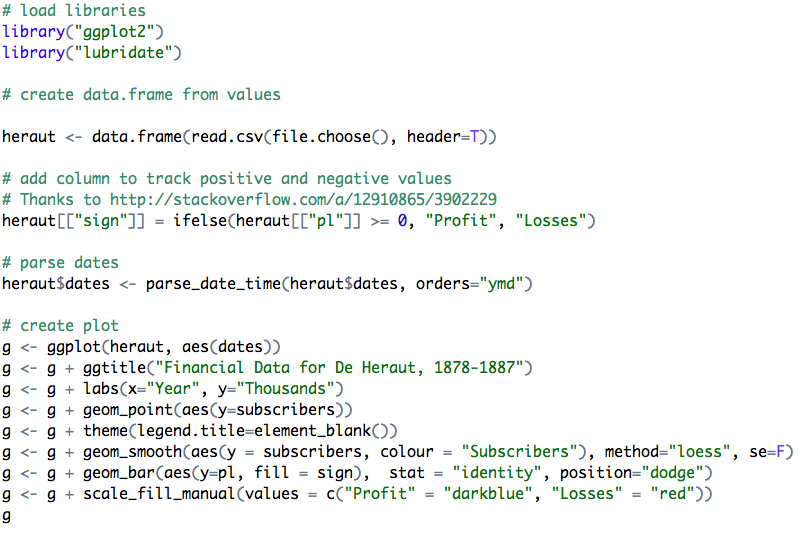 # load libraries
library("ggplot2")
library("lubridate")
# create data.frame from values
heraut <- data.frame(read.csv(file.choose(), header=T))
# add column to track positive and negative values
# Thanks to http://stackoverflow.com/a/12910865/3902229
heraut[["sign"]] = ifelse(heraut[["pl"]] >= 0, "Profit", "Losses")
# parse dates
heraut$dates <- parse_date_time(heraut$dates, orders="ymd")
# create plot
g <- ggplot(heraut, aes(dates))
g <- g + ggtitle("Financial Data for De Heraut, 1878-1887")
g <- g + labs(x="Year", y="Thousands")
g <- g + geom_point(aes(y=subscribers))
g <- g + theme(legend.title=element_blank())
g <- g + geom_smooth(aes(y = subscribers, colour = "Subscribers"), method="loess", se=F)
g <- g + geom_bar(aes(y=pl, fill = sign),  stat = "identity", position="dodge")
g <- g + scale_fill_manual(values = c("Profit" = "darkblue", "Losses" = "red"))
g